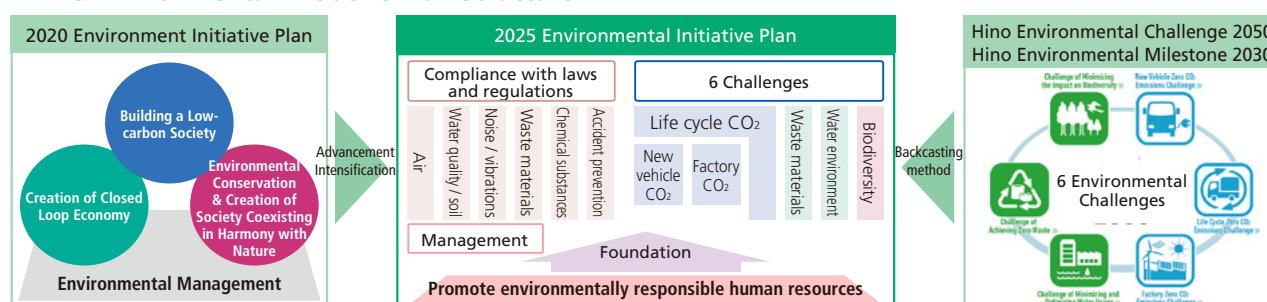 2020 Environment Initiative Plan
Building a Low-
carbon Society
Creation of Closed
Loop Economy
Environmental
Conservation
& Creation of
Society Coexisting
in Harmony with
Nature
Environmental Management
Advancement
Intensification
2025 Environmental Initiative Plan
Compliance with laws
and regulations
Air
Water quality / soil
Noise / vibrations
Waste materials
Chemical substances
Accident prevention
Management
6 Challenges
Life cycle CO₂
New
vehicle
CO₂
Factory
CO₂
Waste materials
Water environment
Biodiversity
Foundation
Promote environmentally responsible human resources
Backcasting
method
Hino Environmental Challenge 2050
Hino Environmental Milestone 2030
Challenge of Minimizing
the Impact on Biodiversity
New Vehicle Zero CO₂
Emissions Challenge
6 Environmental
Challenges
Challenge of
Achieving Zero Waste
Life Cycle Zero CO₂
Emissions Challenge
Challenge of Minimizing and
Factory Zero CO₂